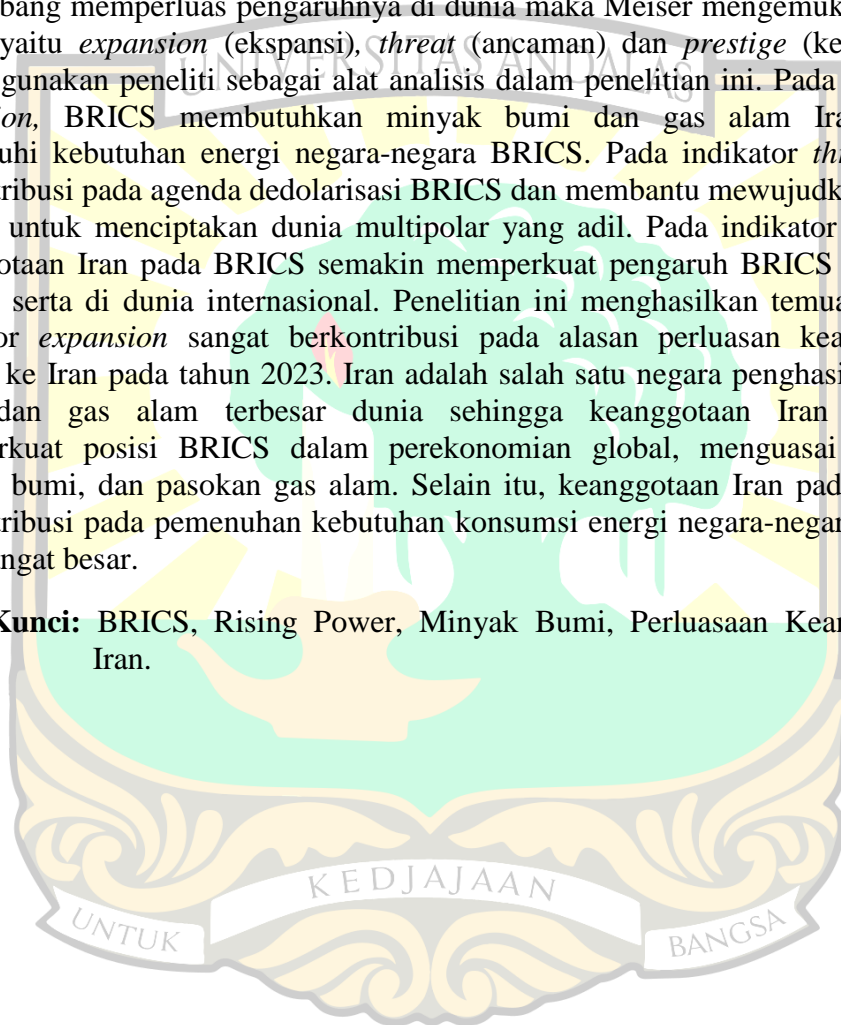 bang memperluas pengaruhnya di dunia maka Meiser mengemuk
yaitu expansion (ekspansi), threat (ancaman) dan prestige (ke
gunakan peneliti sebagai alat analisis dalam penelitian ini. Pada
ion, BRICS membutuhkan minyak bumi dan gas alam Ira
uhi kebutuhan energi negara-negara BRICS. Pada indikator th
tribusi pada agenda dedolarisasi BRICS dan membantu mewujudk
untuk menciptakan dunia multipolar yang adil. Pada indikator
otaan Iran pada BRICS semakin memperkuat pengaruh BRICS
serta di dunia internasional. Penelitian ini menghasilkan temua
or expansion sangat berkontribusi pada alasan perluasan kea
ke Iran pada tahun 2023. Iran adalah salah satu negara penghasi
dan gas alam terbesar dunia sehingga keanggotaan Iran
rkuat posisi BRICS dalam perekonomian global, menguasai
bumi, dan pasokan gas alam. Selain itu, keanggotaan Iran pad
tribusi pada pemenuhan kebutuhan konsumsi energi negara-negar
ngat besar.
Kunci: BRICS, Rising Power, Minyak Bumi, Perluasaan Kear
Iran.
UNIVERSITAS ANDALAS
KEDJAJAAN
UNTUK
BANGSA